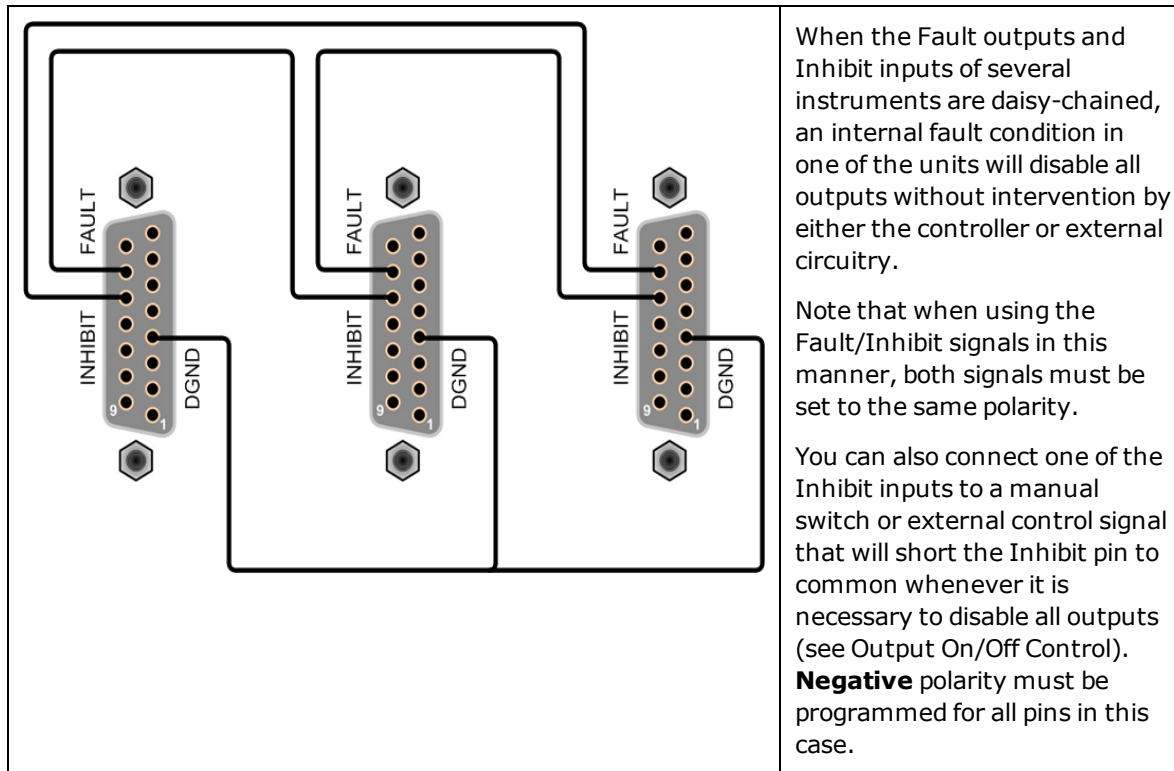 FAULT
INHIBIT
DGND
9
1
FAULT
INHIBIT
DGND
9
1
FAULT
INHIBIT
DGND
9
1
When the Fault outputs and
Inhibit inputs of several
instruments are daisy-chained,
an internal fault condition in
one of the units will disable all
outputs without intervention by
either the controller or external
circuitry.
Note that when using the
Fault/Inhibit signals in this
manner, both signals must be
set to the same polarity.
You can also connect one of the
Inhibit inputs to a manual
switch or external control signal
that will short the Inhibit pin to
common whenever it is
necessary to disable all outputs
(see Output On/Off Control).
Negative polarity must be
programmed for all pins in this
case.